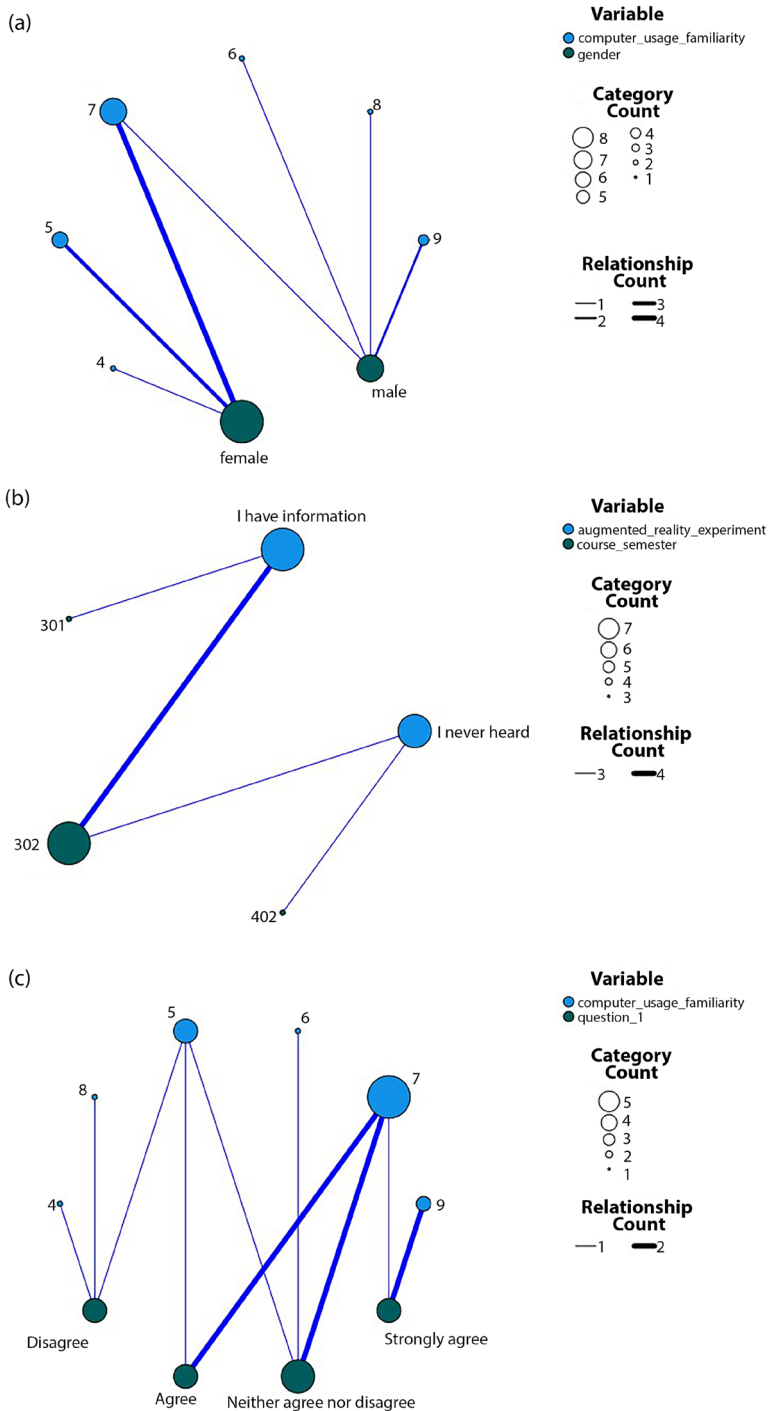 (a)
Variable
computer_usage_familiarity
gender
Category
Count
8
7
6
5
4
3
2
1
Relationship
Count
1
2
3
4
6
7
8
5
9
4
male
female
(b)
Variable
augmented_reality_experiment
course_semester
Category
Count
7
6
5
4
3
Relationship
Count
3
4
I have information
301
I never heard
302
402
(c)
Variable
computer_usage_familiarity
question_1
Category
Count
5
4
3
2
1
Relationship
Count
1
2
5
6
7
8
4
9
Disagree
Strongly agree
Agree
Neither agree nor disagree